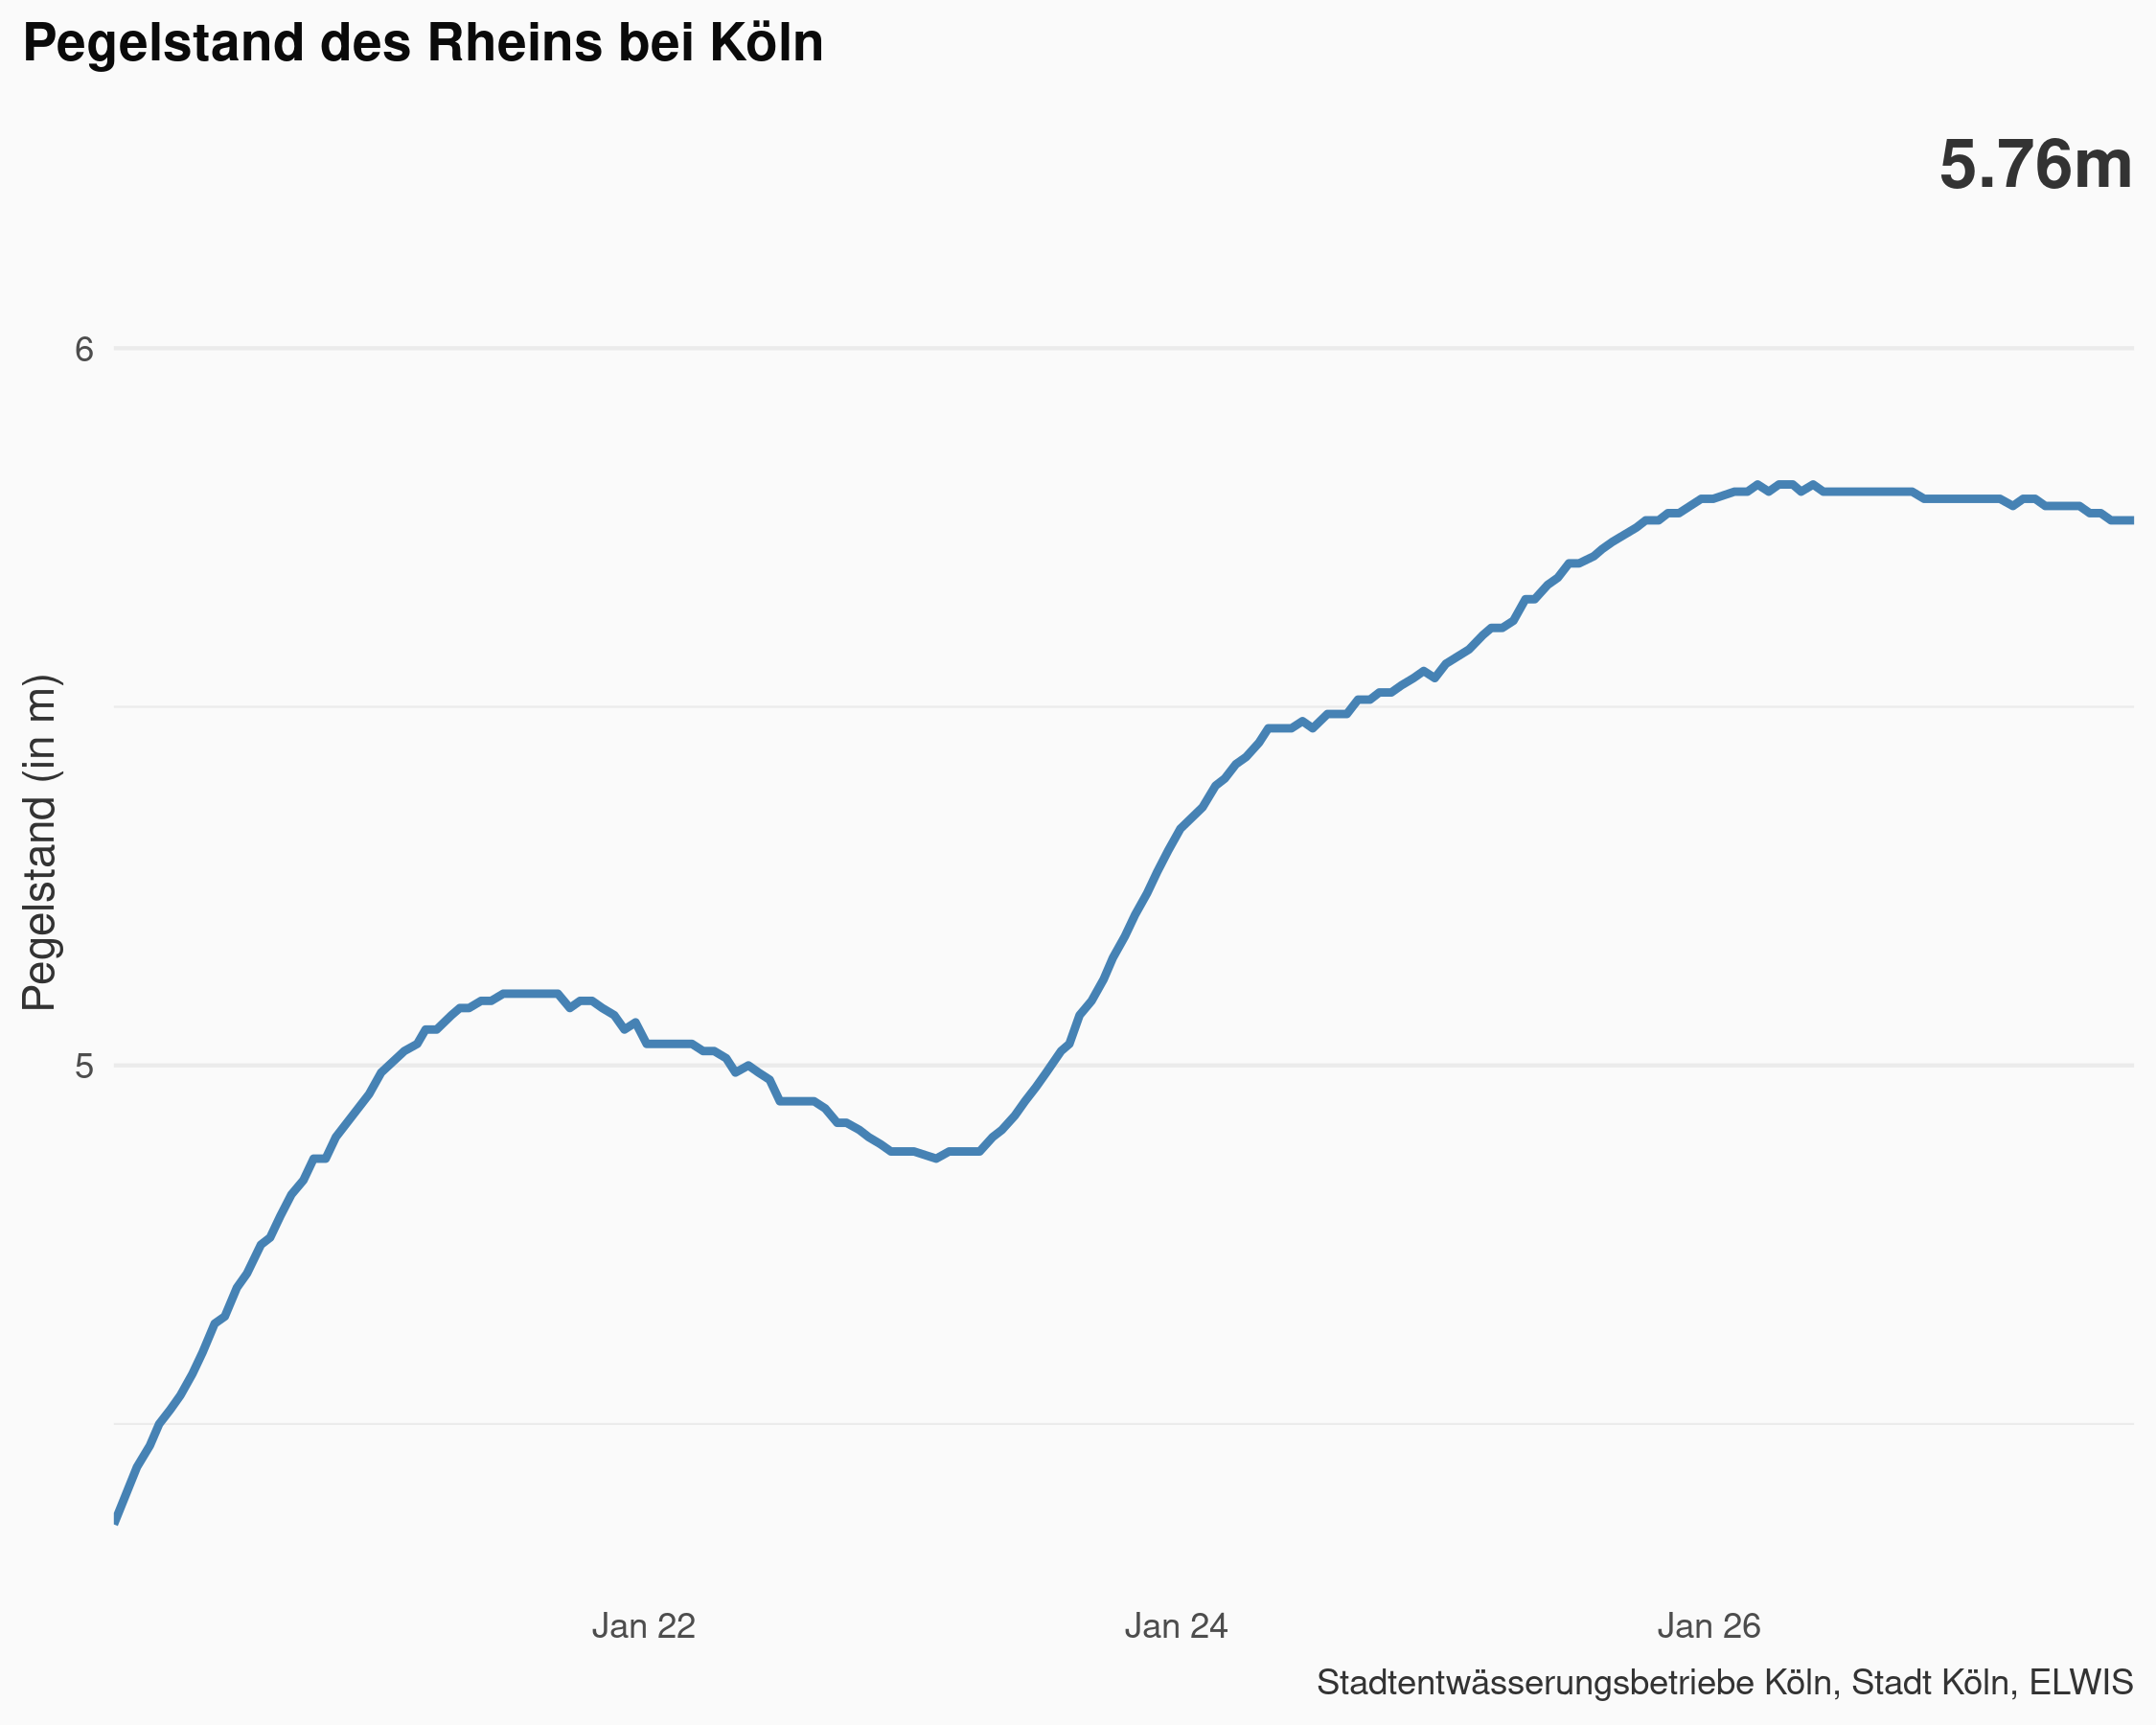 Pegelstand des Rheins bei Köln
5.76m
6
5
Pegelstand (in m)
Jan 22
Jan 24
Jan 26
Stadtentwässerungsbetriebe Köln, Stadt Köln, ELWIS